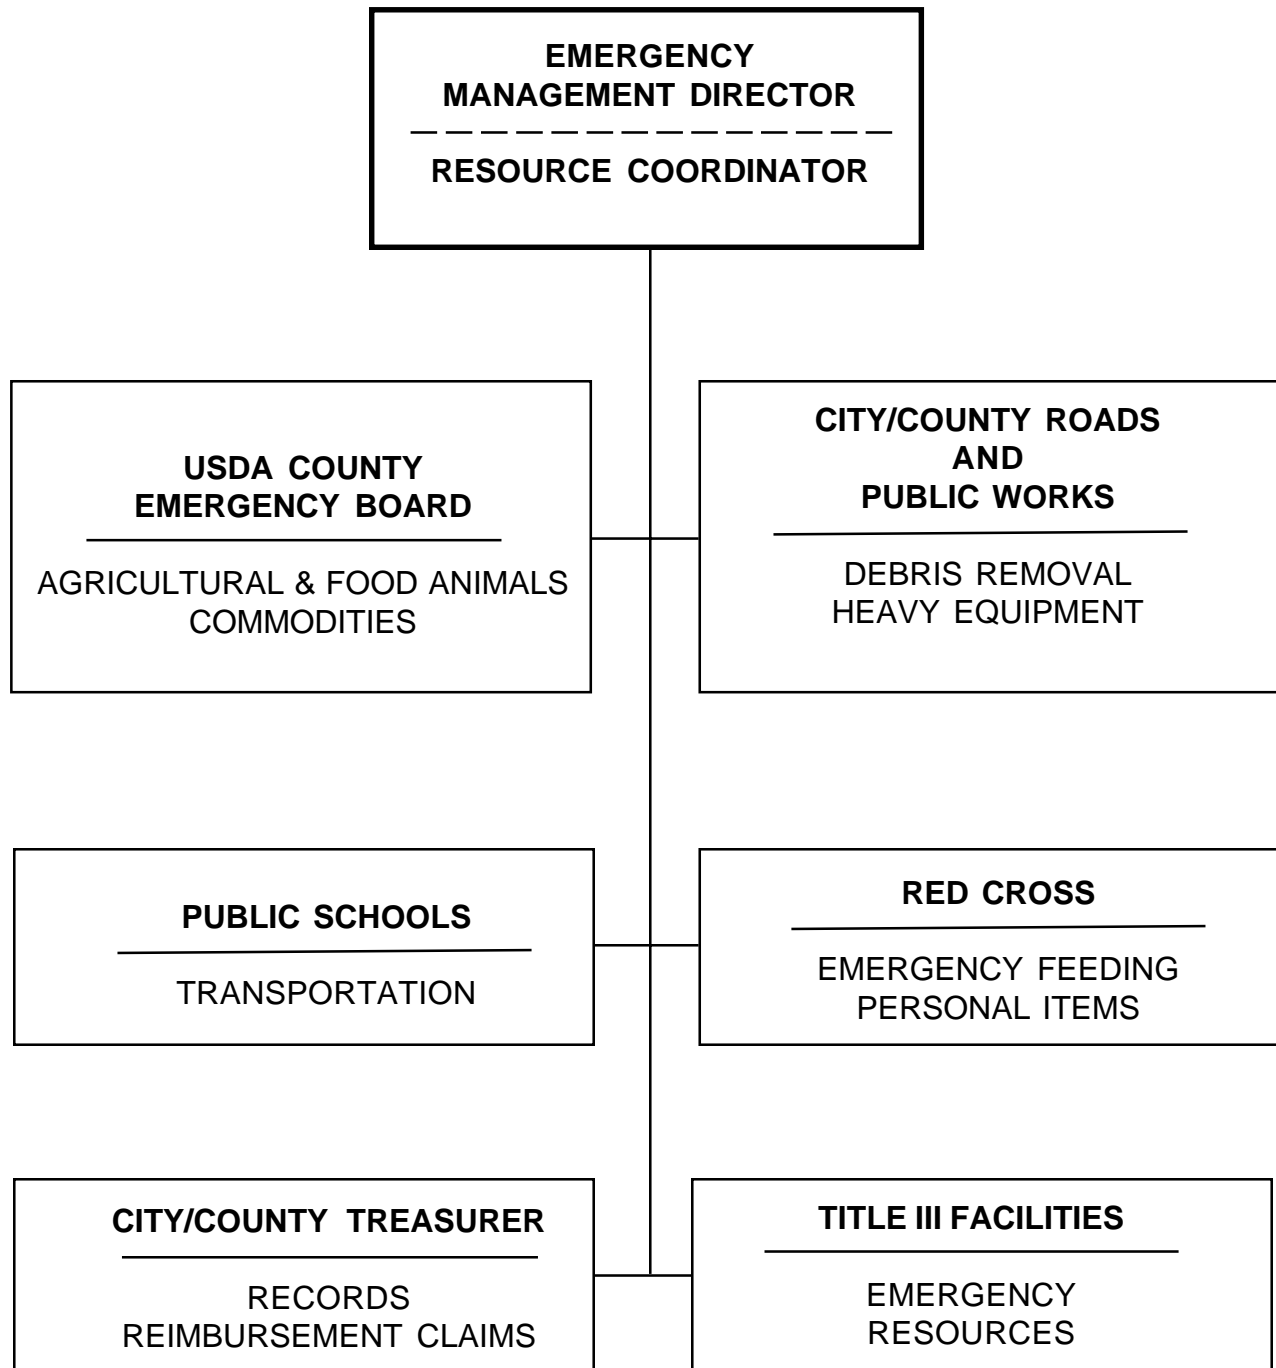 EMERGENCY
MANAGEMENT DIRECTOR
RESOURCE COORDINATOR
USDA COUNTY
EMERGENCY BOARD
AGRICULTURAL & FOOD ANIMALS
COMMODITIES
CITY/COUNTY ROADS
AND
PUBLIC WORKS
DEBRIS REMOVAL
HEAVY EQUIPMENT
PUBLIC SCHOOLS
TRANSPORTATION
RED CROSS
EMERGENCY FEEDING
PERSONAL ITEMS
CITY/COUNTY TREASURER
RECORDS
REIMBURSEMENT CLAIMS
TITLE III FACILITIES
EMERGENCY
RESOURCES